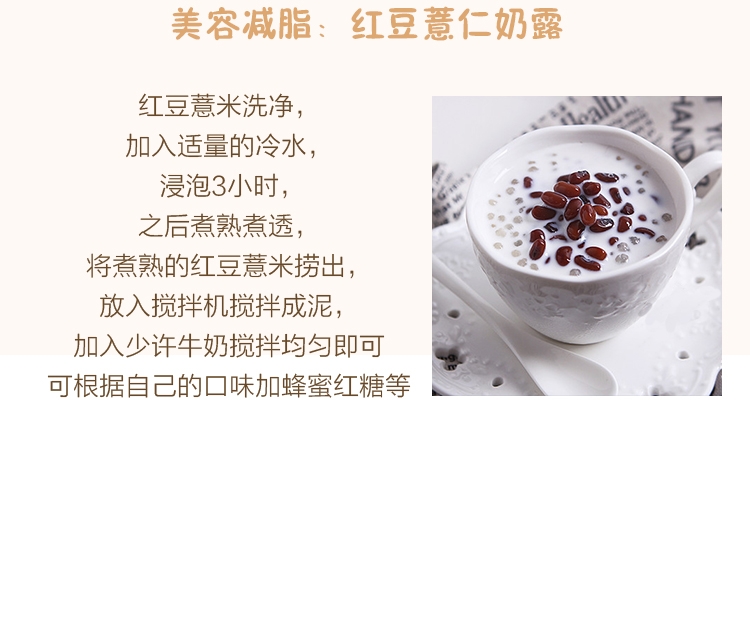 美容减脂：红豆薏仁奶露
红豆薏米洗净，
加入适量的冷水，
浸泡3小时，
之后煮熟煮透，
将煮熟的红豆薏米捞出，
放入搅拌机搅拌成泥，
加入少许牛奶搅拌均匀即可
可根据自己的口味加蜂蜜红糖等
Health
HAND